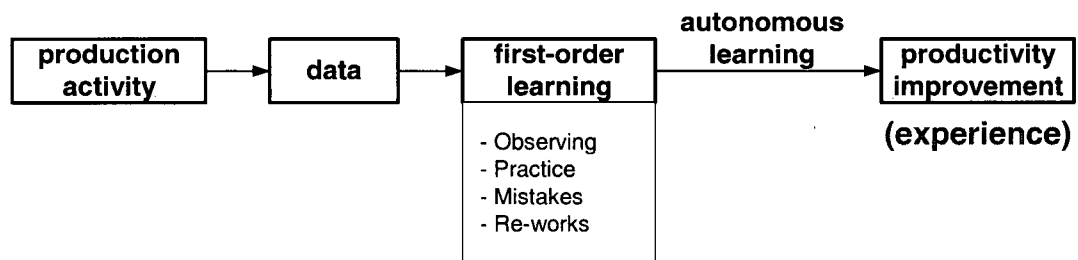 production
activity
data
first-order
learning
- Observing
- Practice
- Mistakes
- Re-works
autonomous
learning
productivity
improvement
(experience)